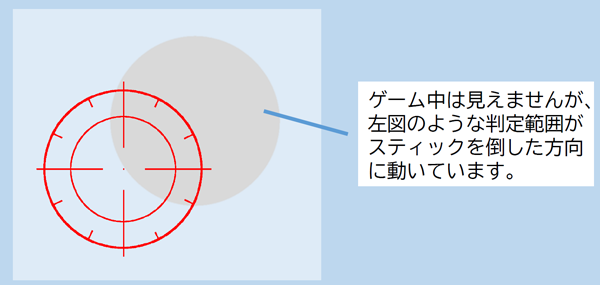 ゲーム中は見えませんが、
左図のような判定範囲が
スティックを倒した方向
に動いています。